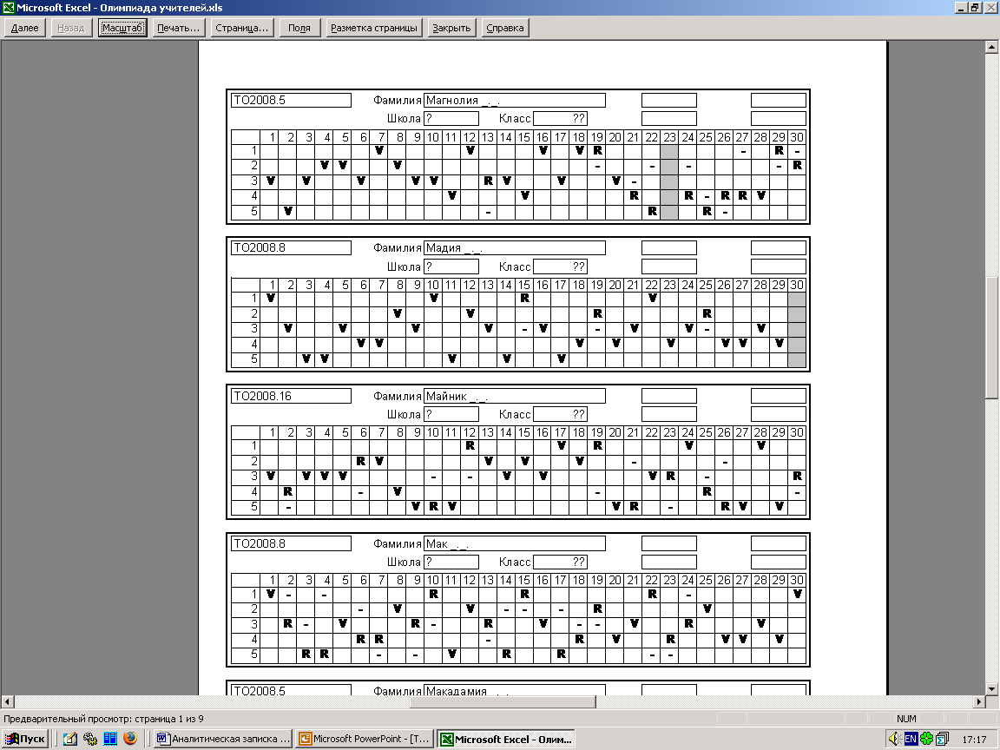 Microsoft Excel - Олимпиада учителей.xls
Далее Назад Масштаб Печать... Страница... Поля Разметка страницы Закрыть Справка
TO2008.5 Фамилия Магнолия _._.
Школа ? Класс ??
1 2 3 4 5 6 7 8 9 10 11 12 13 14 15 16 17 18 19 20 21 22 23 24 25 26 27 28 29 30
1 V V V V R - R -
2 V V V - - - - R
3 V V V V V R V V V -
4 V V R R - R R V
5 V - R R -
TO2008.8 Фамилия Мадия _._.
Школа ? Класс ??
1 2 3 4 5 6 7 8 9 10 11 12 13 14 15 16 17 18 19 20 21 22 23 24 25 26 27 28 29 30
1 V V R V
2 V V R R
3 V V V V - V - V V - V
4 V V V V V V V V
5 V V V V V
TO2008.16 Фамилия Майник _._.
Школа ? Класс ??
1 2 3 4 5 6 7 8 9 10 11 12 13 14 15 16 17 18 19 20 21 22 23 24 25 26 27 28 29 30
1 R V R V V
2 R V V V V - -
3 V V V V - - V V V R - R
4 R - V - R -
5 - V R V V R - R V V
TO2008.8 Фамилия Мак _._.
Школа ? Класс ??
1 2 3 4 5 6 7 8 9 10 11 12 13 14 15 16 17 18 19 20 21 22 23 24 25 26 27 28 29 30
1 V - - R R R - V
2 - V V - - - R V
3 R - V R - R V - - V R V
4 R R - R V R V V V
5 R R - - V R R - -
TO2008.5 Фамилия Макадамия _._.
Предварительный просмотр: страница 1 из 9 NUM
Пуск Аналитическая записка ... Microsoft PowerPoint - [Т... Microsoft Excel - Олим... EN 17:17